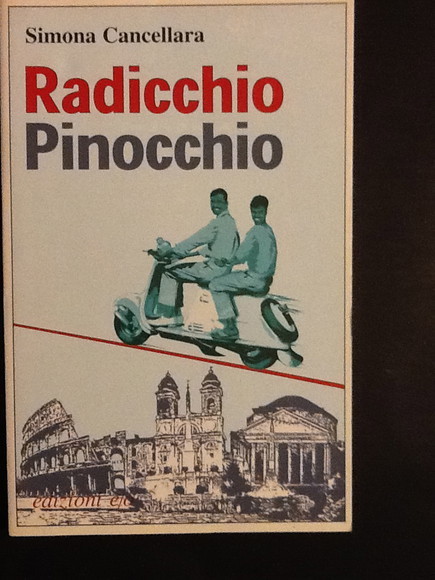 Simona Cancellara
Radicchio
Pinocchio
edizioni